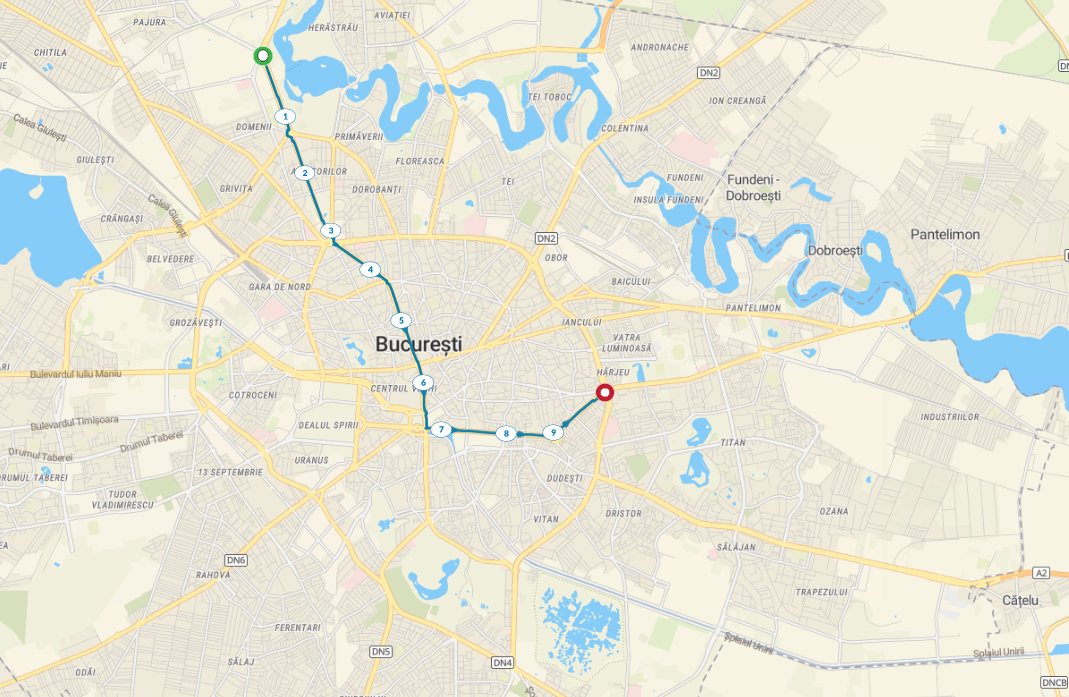 PAJURA
AVIAȚIEI
HERĂSTRĂU
CHITILA
ANDRONACHE
DN2
TEI TOBOC
ION CREANGĂ
Calea Giulești
1
DOMENII
PRIMĂVERII
COLENTINA
GIULEȘTI
FLOREASCA
2
GRIVIȚA
DOROBANȚI
TEI
FUNDENI
Fundeni -
Dobroești
Calea Giulești
INSULA FUNDENI
CRÂNGAȘI
3
DN2
Pantelimon
Dobroești
BELVEDERE
OBOR
4
GARA DE NORD
BAICULUI
PANTELIMON
GROZĂVEȘTI
5
IANCULUI
București
VATRA
LUMINOASĂ
Bulevardul Iuliu Maniu
HÂRJEU
6
CENTRUL
COTROCENI
Bulevardul Timișoara
DEALUL SPIRII
7
8
9
INDUSTRIILOR
Drumul Taberei
TITAN
Drumul Taberei
URANUS
13 SEPTEMBRIE
DRUMUL TABEREI
DUDEȘTI
TUDOR
VLADIMIRESCU
VITAN
DRISTOR
OZANA
SĂLĂJAN
DN6
RAHOVA
A2
TRAPEZULUI
Cățelu
FERENTARI
Splaiul Unirii
Splaiul Unirii
DN5
SĂLAJ
DN4
ODĂI
DNCB